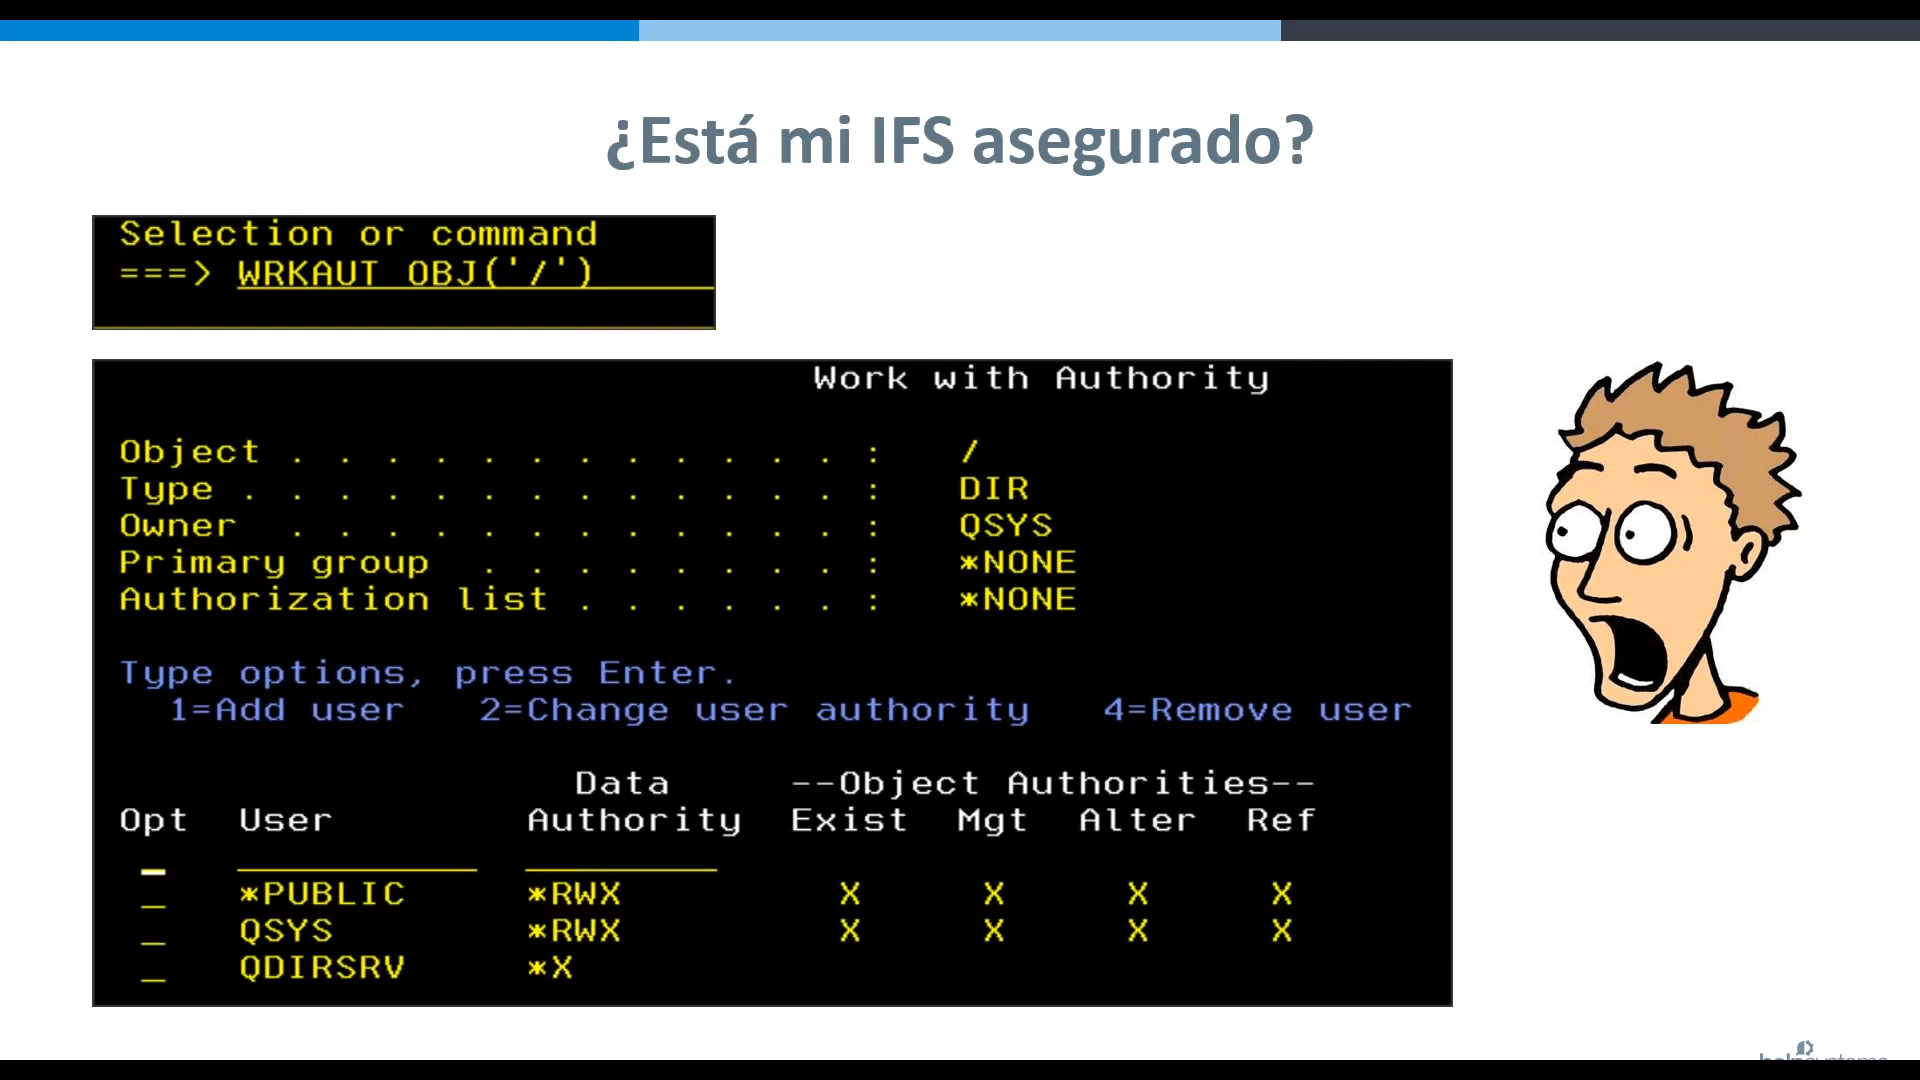 ¿Está mi IFS asegurado?
Selection or command
===> WRKAUT OBJ('/')
Work with Authority
Object . . . . . . . . . . . . : /
Type . . . . . . . . . . . . . : DIR
Owner . . . . . . . . . . . . : QSYS
Primary group . . . . . . . . : *NONE
Authorization list . . . . . . : *NONE
Type options, press Enter.
1=Add user 2=Change user authority 4=Remove user
Data --Object Authorities--
Opt User Authority Exist Mgt Alter Ref
*PUBLIC *RWX X X X X
QSYS *RWX X X X X
QDIRSRV *X